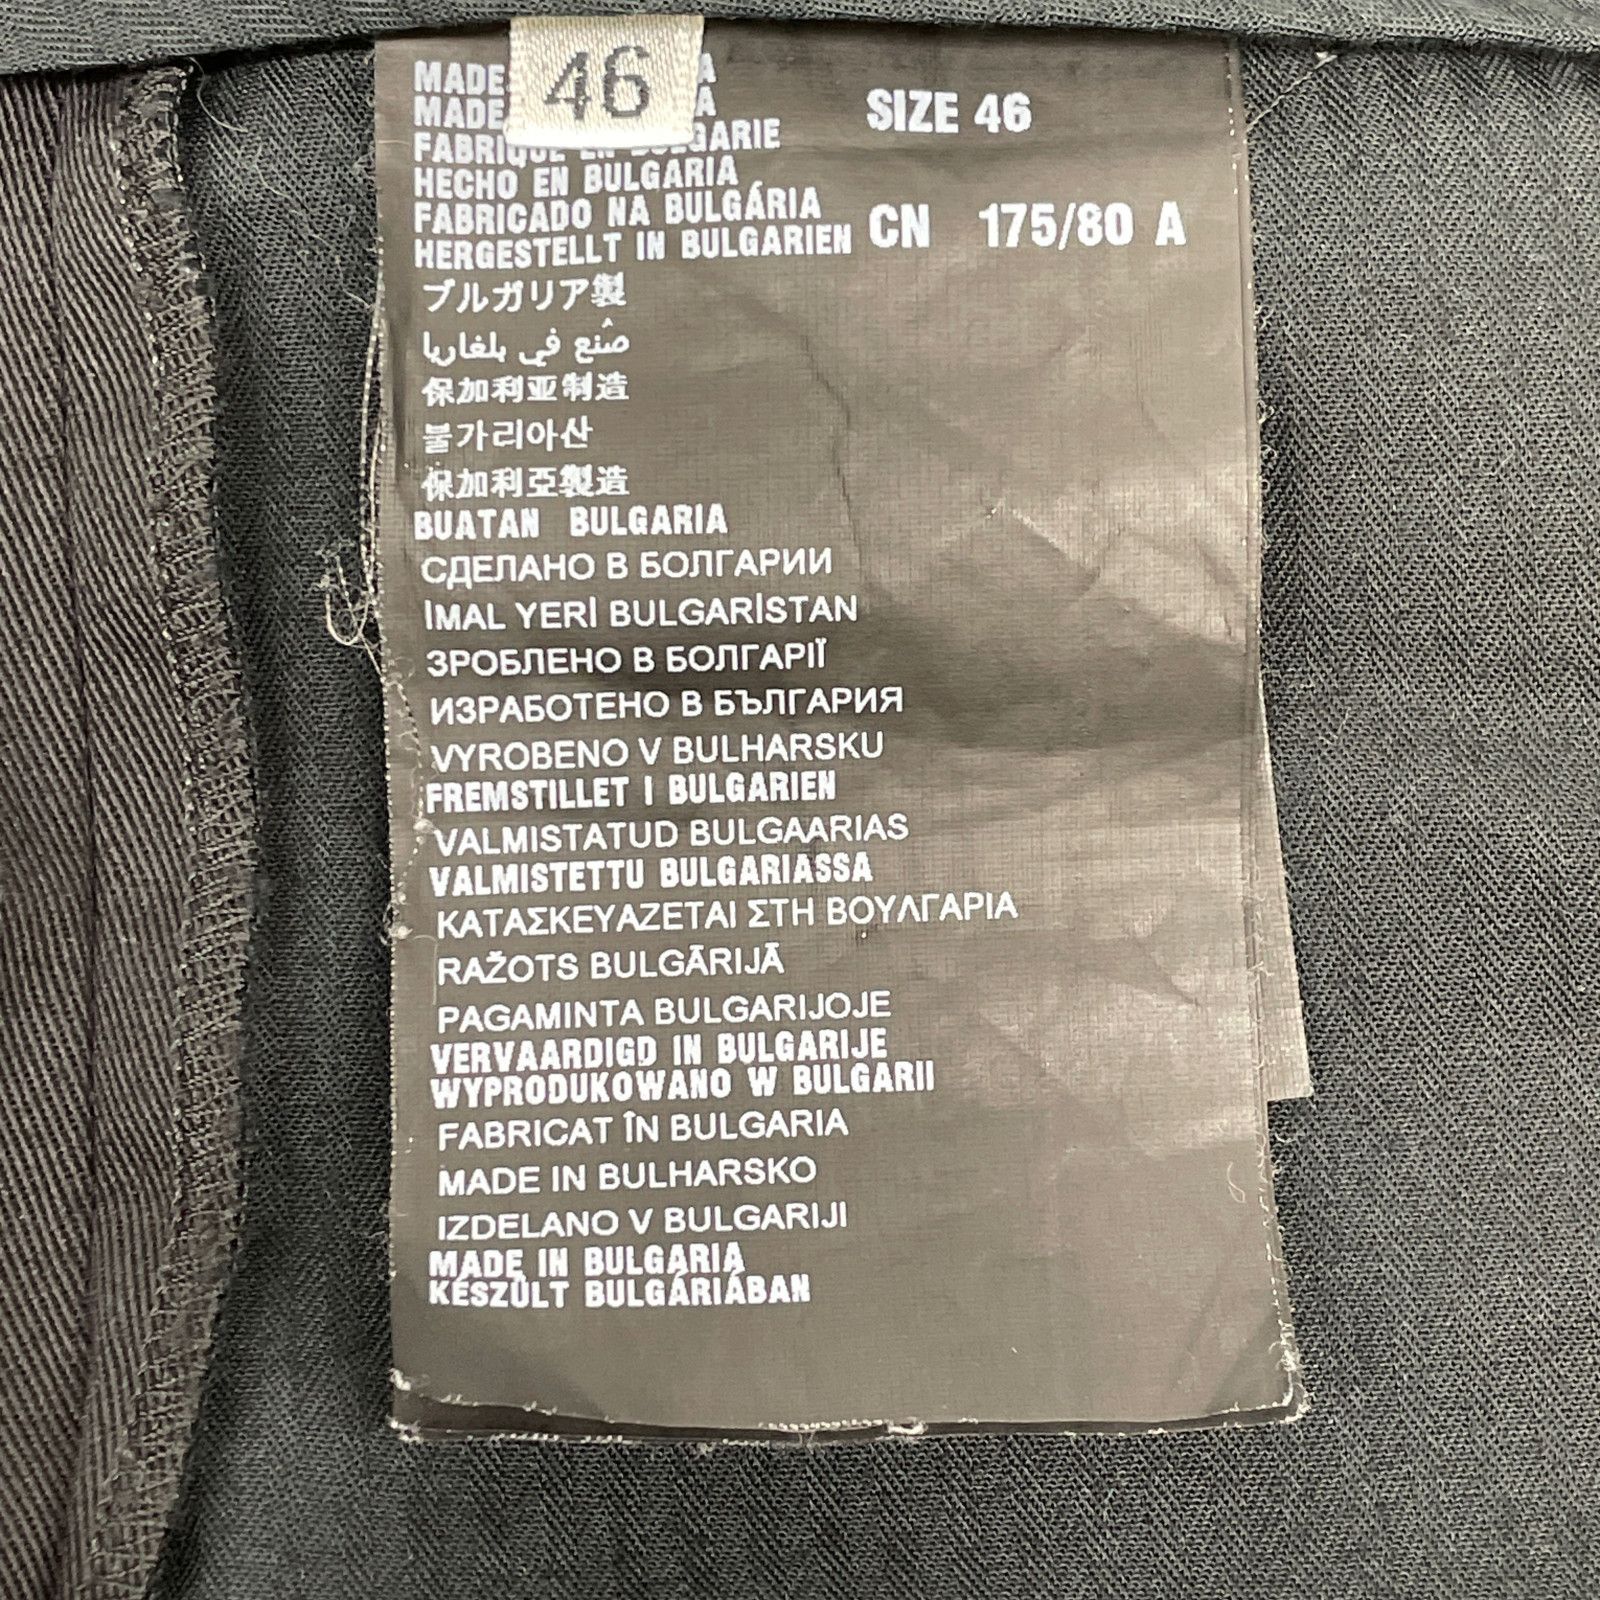 46
MADE
MADE
FABRIQUE EN BULGARIE
HECHO EN BULGARIA
FABRICADO NA BULGÁRIA
HERGESTELLT IN BULGARIEN
SIZE 46
CN 175/80 A
ブルガリア製
صُنع في بلغاريا
保加利亚制造
불가리아산
保加利亞製造
BUATAN BULGARIA
СДЕЛАНО В БОЛГАРИИ
İMAL YERİ BULGARİSTAN
ЗРОБЛЕНО В БОЛГАРІЇ
ИЗРАБОТЕНО В БЪЛГАРИЯ
VYROBENO V BULHARSKU
FREMSTILLET I BULGARIEN
VALMISTATUD BULGAARIAS
VALMISTETTU BULGARIASSA
ΚΑΤΑΣΚΕΥΑΖΕΤΑΙ ΣΤΗ ΒΟΥΛΓΑΡΙΑ
RAŽOTS BULGĀRIJĀ
PAGAMINTA BULGARIJOJE
VERVAARDIGD IN BULGARIJE
WYPRODUKOWANO W BULGARII
FABRICAT ÎN BULGARIA
MADE IN BULHARSKO
IZDELANO V BULGARIJI
MADE IN BULGARIA
KÉSZÜLT BULGÁRIÁBAN